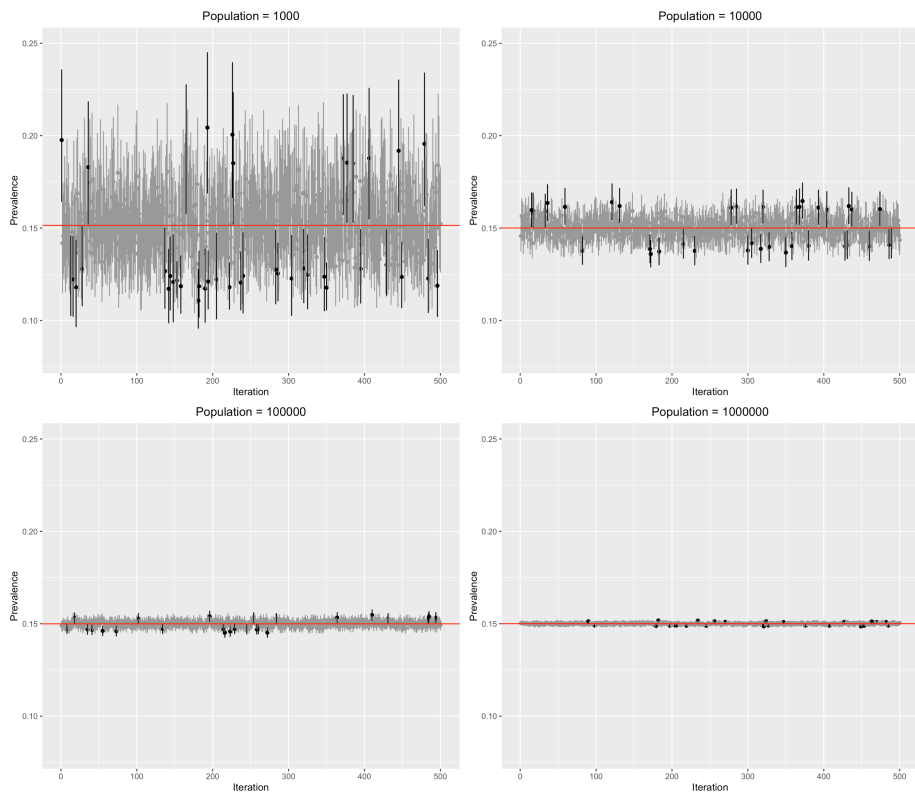 Population = 1000
0.25
0.20
0.15
0.10
Prevalence
0 100 200 300 400 500
Iteration
Population = 10000
0.25
0.20
0.15
0.10
Prevalence
0 100 200 300 400 500
Iteration
Population = 100000
0.25
0.20
0.15
0.10
Prevalence
0 100 200 300 400 500
Iteration
Population = 1000000
0.25
0.20
0.15
0.10
Prevalence
0 100 200 300 400 500
Iteration